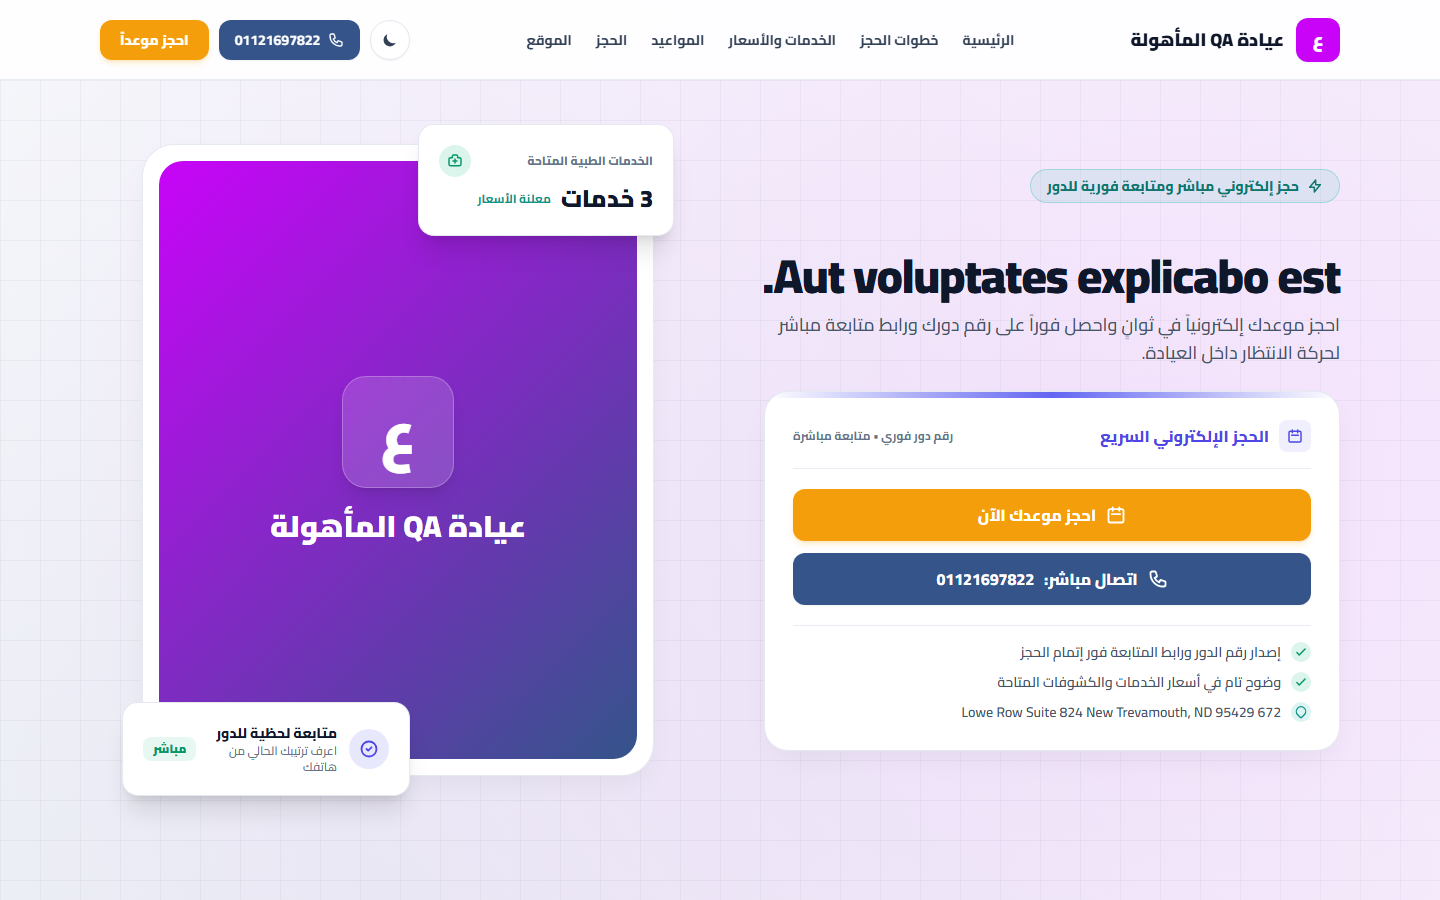 ع
عيادة QA المأهولة
الرئيسية
خطوات الحجز
الخدمات والأسعار
المواعيد
الحجز
الموقع
01121697822
احجز موعداً
حجز إلكتروني مباشر ومتابعة فورية للدور
Aut voluptates explicabo est.
احجز موعدك إلكترونياً في ثوانٍ واحصل فوراً على رقم دورك ورابط متابعة مباشر
لحركة الانتظار داخل العيادة.
الحجز الإلكتروني السريع
رقم دور فوري • متابعة مباشرة
احجز موعدك الآن
اتصال مباشر: 01121697822
إصدار رقم الدور ورابط المتابعة فور إتمام الحجز
وضوح تام في أسعار الخدمات والكشوفات المتاحة
672 Lowe Row Suite 824 New Trevamouth, ND 95429
الخدمات الطبية المتاحة
3 خدمات معلنة الأسعار
ع
عيادة QA المأهولة
متابعة لحظية للدور
اعرف ترتيبك الحالي من
هاتفك
مباشر